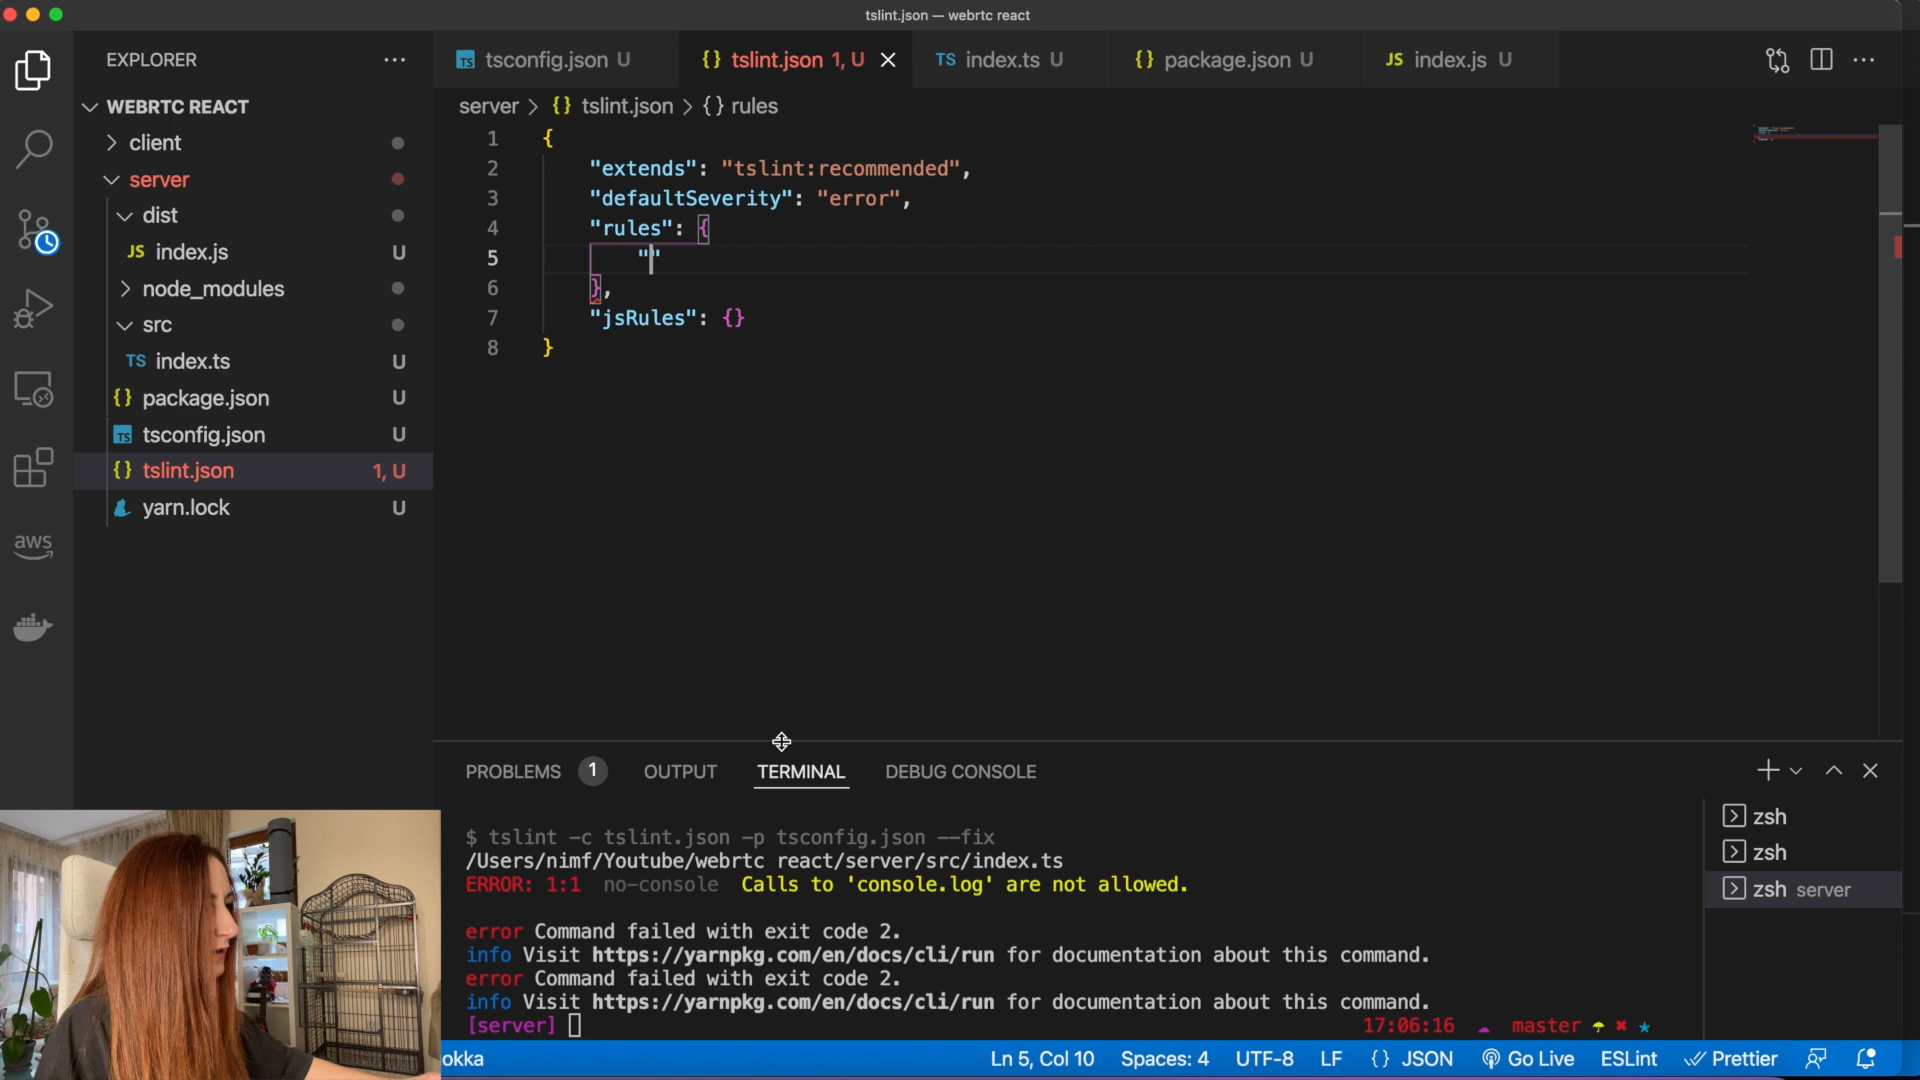 tslint.json — webrtc react
EXPLORER
tsconfig.json U
tslint.json 1, U
index.ts U
package.json U
index.js U
WEBRTC REACT
client
server
dist
index.js U
node_modules
src
index.ts U
package.json U
tsconfig.json U
tslint.json 1, U
yarn.lock U
aws
server > {} tslint.json > {} rules
1 {
2 "extends": "tslint:recommended",
3 "defaultSeverity": "error",
4 "rules": {
5 ""
6 },
7 "jsRules": {}
8 }
PROBLEMS 1 OUTPUT TERMINAL DEBUG CONSOLE
$ tslint -c tslint.json -p tsconfig.json --fix
/Users/nimf/Youtube/webrtc react/server/src/index.ts
ERROR: 1:1 no-console Calls to 'console.log' are not allowed.
error Command failed with exit code 2.
info Visit https://yarnpkg.com/en/docs/cli/run for documentation about this command.
error Command failed with exit code 2.
info Visit https://yarnpkg.com/en/docs/cli/run for documentation about this command.
[server] 17:06:16 master
zsh
zsh
zsh server
okka Ln 5, Col 10 Spaces: 4 UTF-8 LF {} JSON Go Live ESLint Prettier